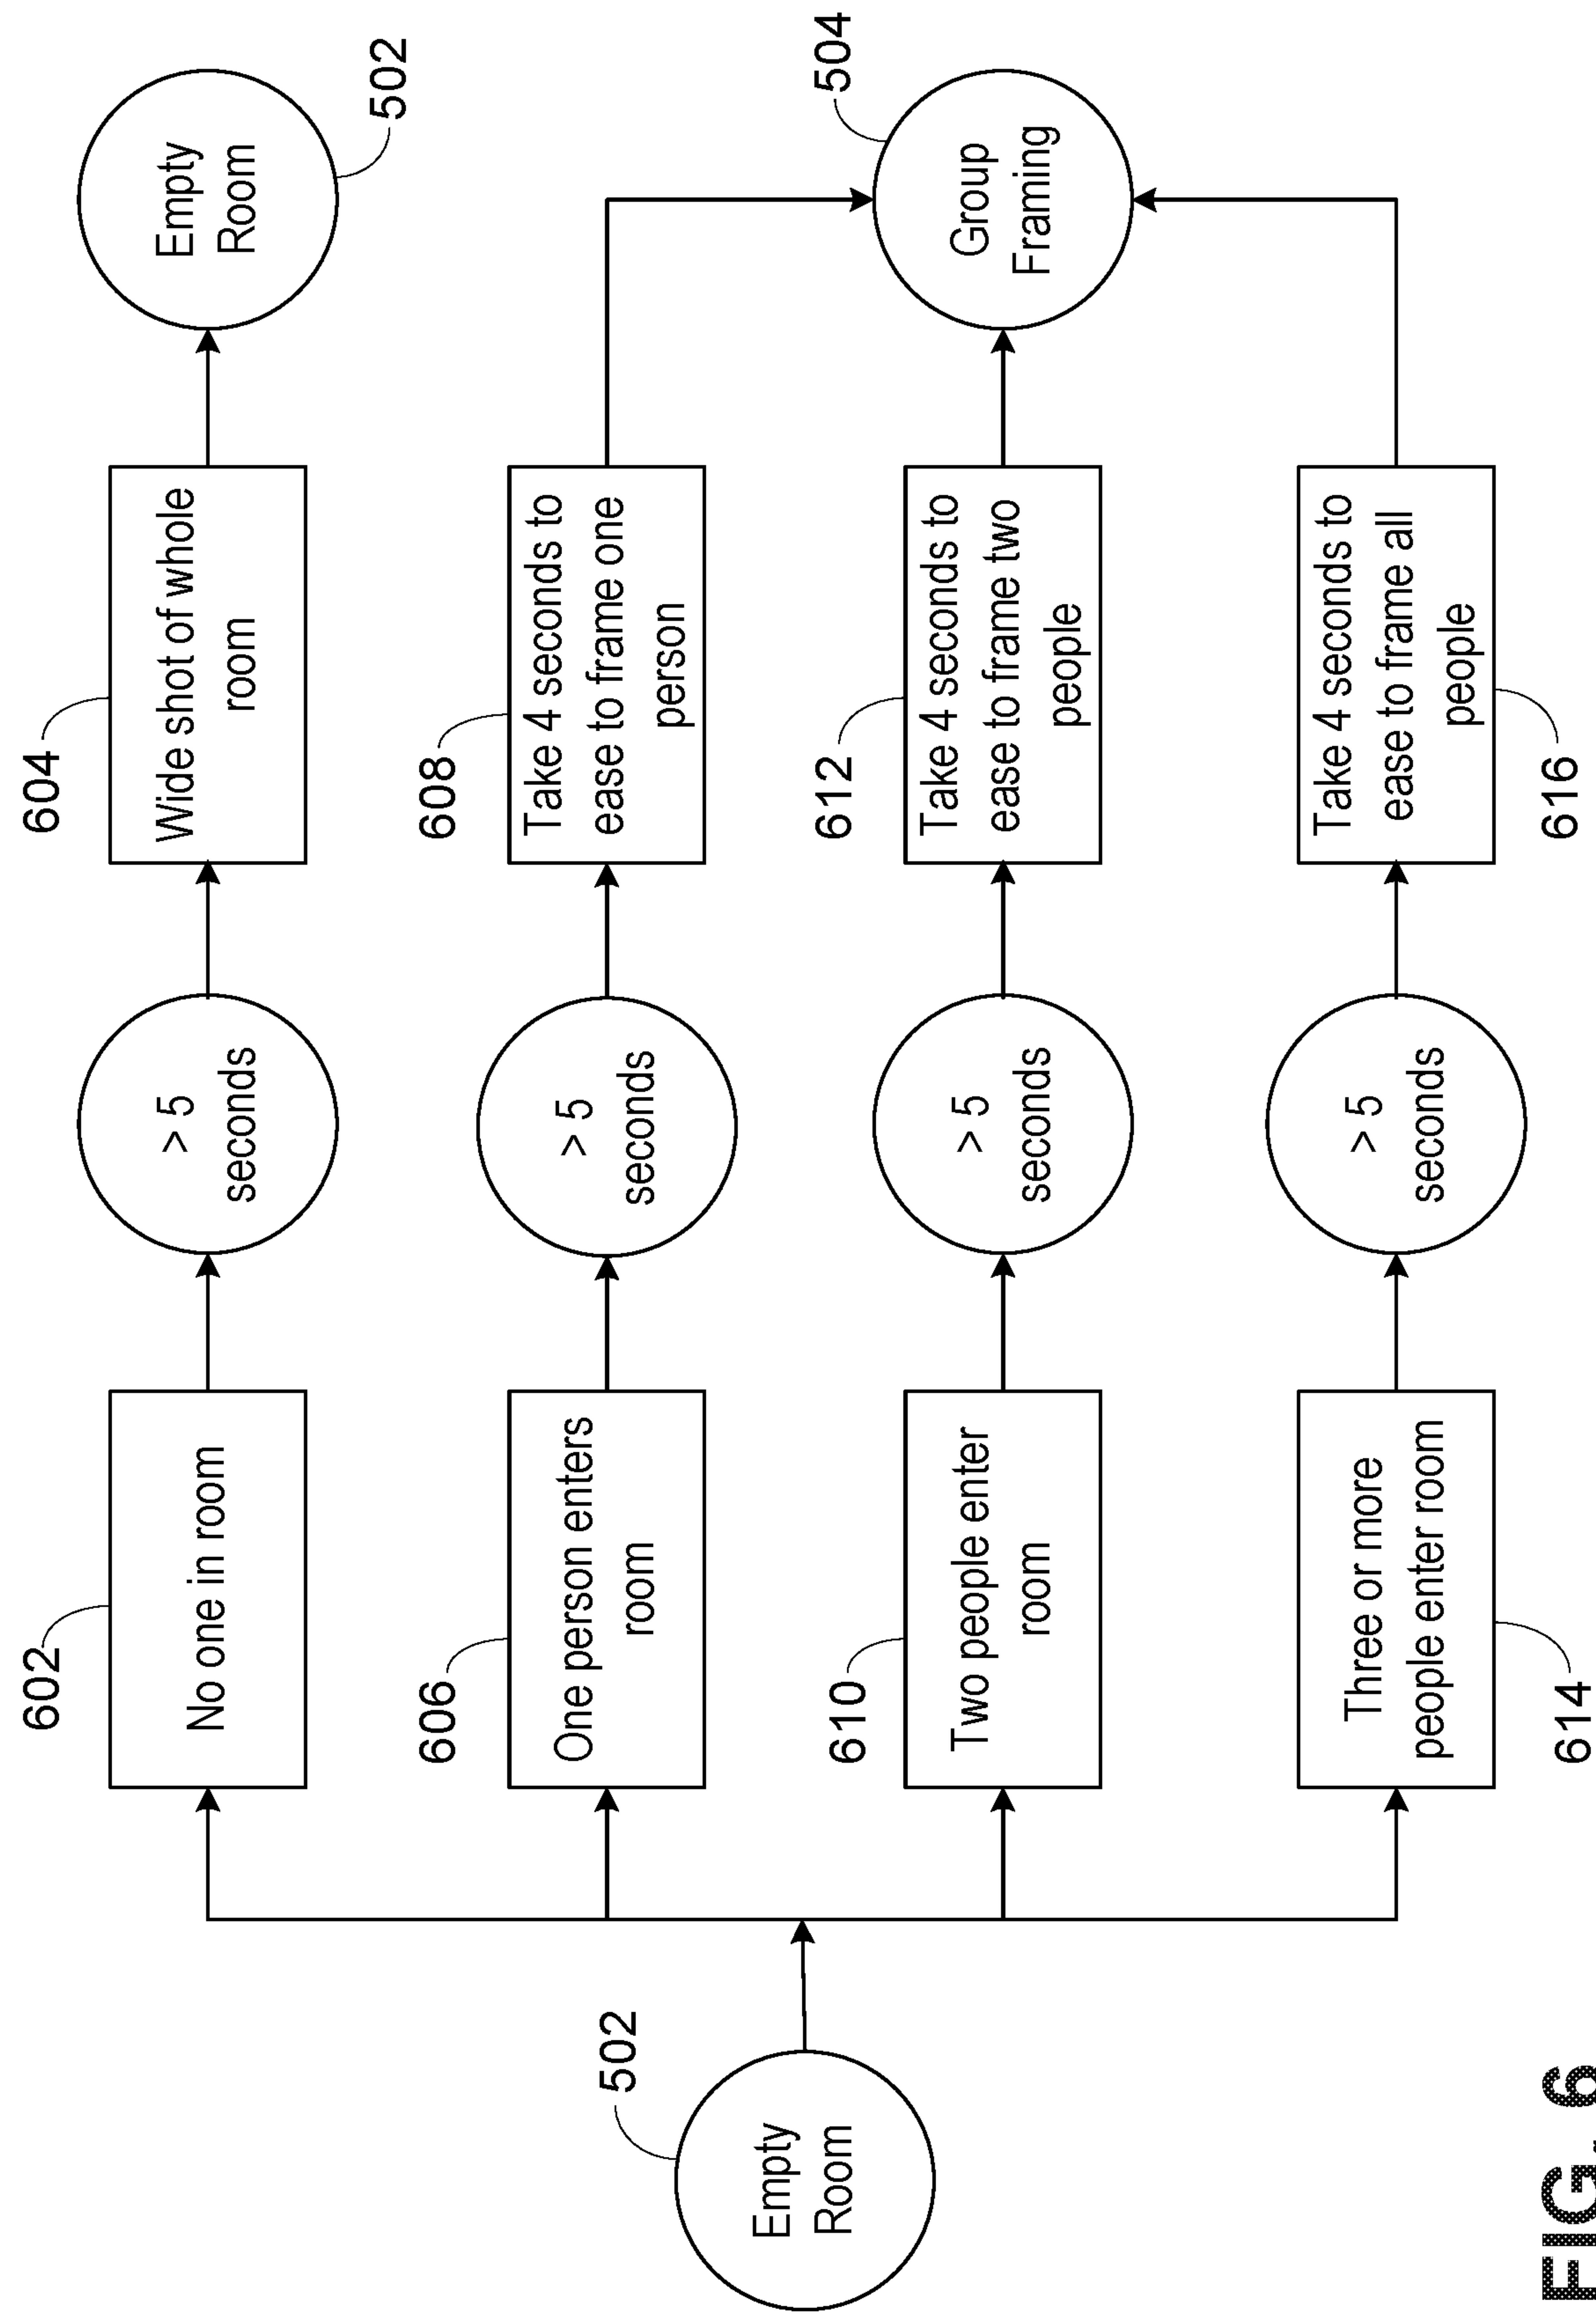 502
Empty
Room
602
No one in room
> 5
seconds
604
Wide shot of whole
room
Empty
Room
502
606
One person enters
room
> 5
seconds
608
Take 4 seconds to
ease to frame one
person
610
Two people enter
room
> 5
seconds
612
Take 4 seconds to
ease to frame two
people
504
Group
Framing
Three or more
people enter room
614
> 5
seconds
Take 4 seconds to
ease to frame all
people
616
FIG. 6